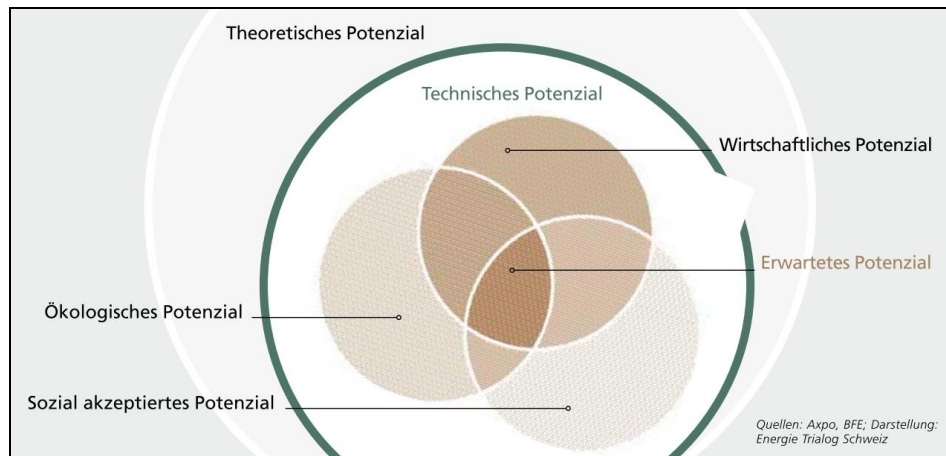 Theoretisches Potenzial
Technisches Potenzial
Wirtschaftliches Potenzial
Erwartetes Potenzial
Ökologisches Potenzial
Sozial akzeptiertes Potenzial
Quellen: Axpo, BFE; Darstellung:
Energie Trialog Schweiz